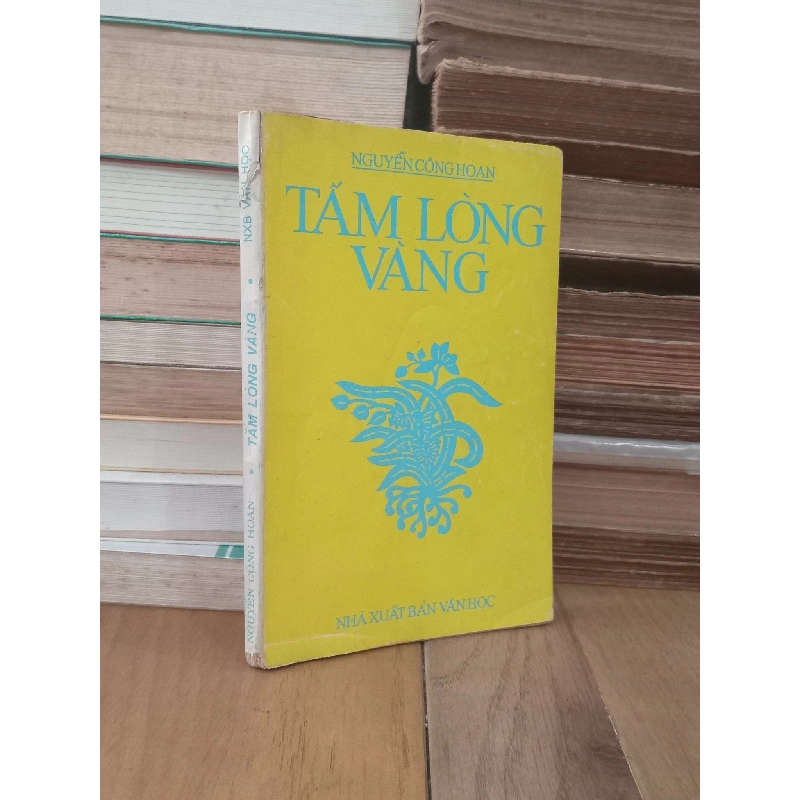 NGUYỄN CÔNG HOAN
TẤM LÒNG
VÀNG
NHÀ XUẤT BẢN VĂN HỌC
NGUYỄN CÔNG HOAN • TẤM LÒNG VÀNG • NXB VĂN HỌC